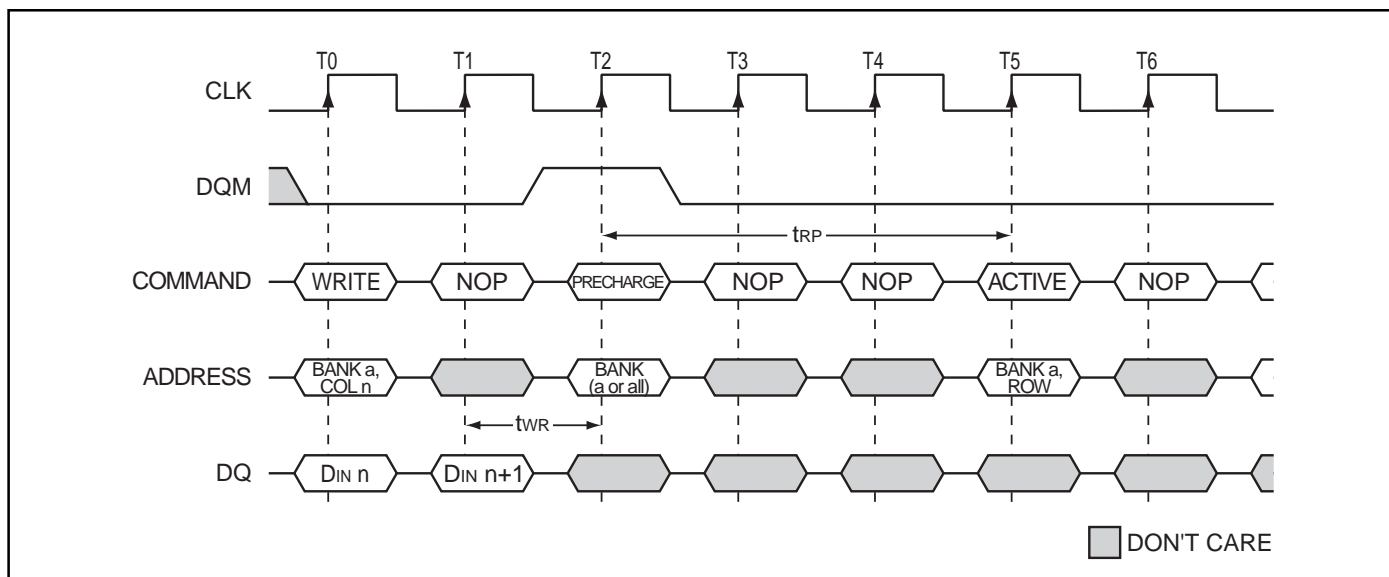 T0 T1 T2 T3 T4 T5 T6
CLK
DQM
tRP
COMMAND WRITE NOP PRECHARGE NOP NOP ACTIVE NOP
ADDRESS BANK a, COL n BANK (a or all) BANK a, ROW
tWR
DQ DIN n DIN n+1
DON'T CARE